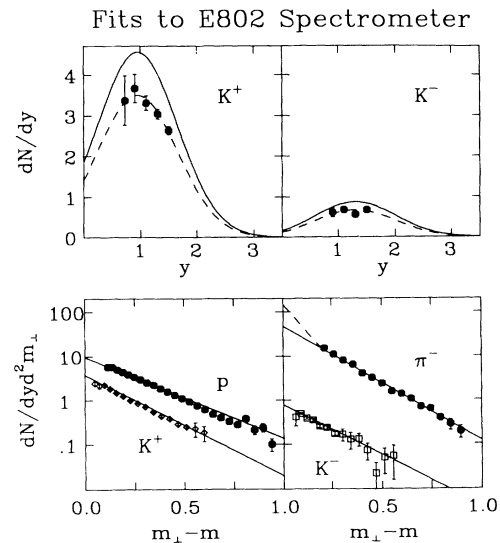 Fits to E802 Spectrometer
dN/dy
4
3
2
1
0
K⁺
K⁻
0 1 2 3
1 2 3
y
y
dN/dyd²m⊥
100
10
1
.1
p
K⁺
π⁻
K⁻
0.0 0.5 1.0 0.5 1.0
m⊥−m
m⊥−m